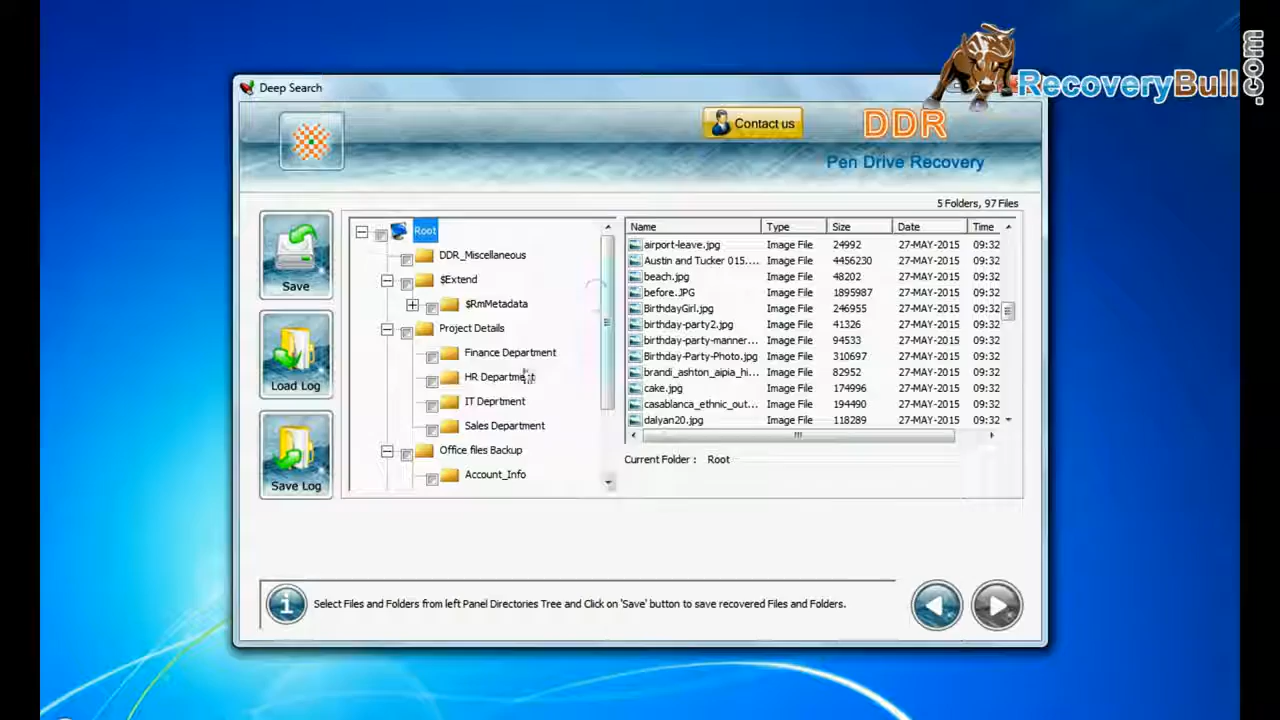 RecoveryBull.com
Deep Search
Contact us
DDR
Pen Drive Recovery
5 Folders, 97 Files
Save
Load Log
Save Log
Root
DDR_Miscellaneous
$Extend
$RmMetadata
Project Details
Finance Department
HR Department
IT Deprtment
Sales Department
Office files Backup
Account_Info
Name Type Size Date Time
airport-leave.jpg Image File 24992 27-MAY-2015 09:32
Austin and Tucker 015.... Image File 4456230 27-MAY-2015 09:32
beach.jpg Image File 48202 27-MAY-2015 09:32
before.JPG Image File 1895987 27-MAY-2015 09:32
BirthdayGirl.jpg Image File 246955 27-MAY-2015 09:32
birthday-party2.jpg Image File 41326 27-MAY-2015 09:32
birthday-party-manner... Image File 94533 27-MAY-2015 09:32
Birthday-Party-Photo.jpg Image File 310697 27-MAY-2015 09:32
brandi_ashton_aipia_hi... Image File 82952 27-MAY-2015 09:32
cake.jpg Image File 174996 27-MAY-2015 09:32
casablanca_ethnic_out... Image File 194490 27-MAY-2015 09:32
dalyan20.jpg Image File 118289 27-MAY-2015 09:32
Current Folder : Root
Select Files and Folders from left Panel Directories Tree and Click on 'Save' button to save recovered Files and Folders.